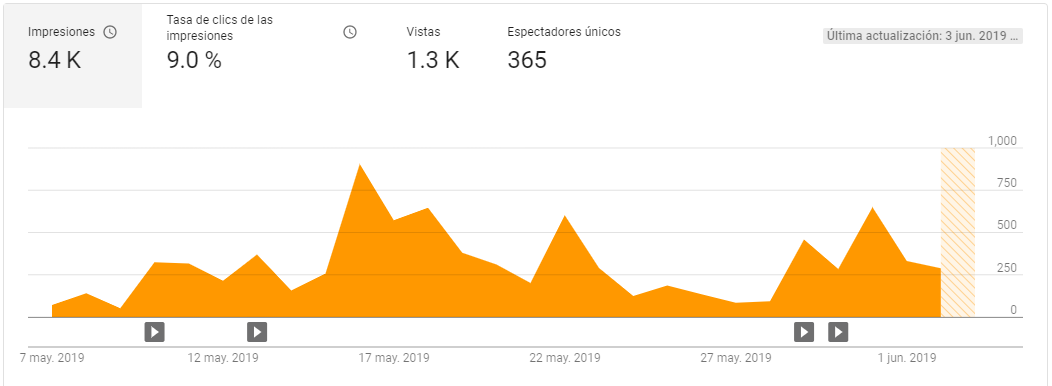 Impresiones
8.4 K
Tasa de clics de las
impresiones
9.0 %
Vistas
1.3 K
Espectadores únicos
365
Última actualización: 3 jun. 2019 ...
1,000
750
500
250
0
7 may. 2019
12 may. 2019
17 may. 2019
22 may. 2019
27 may. 2019
1 jun. 2019